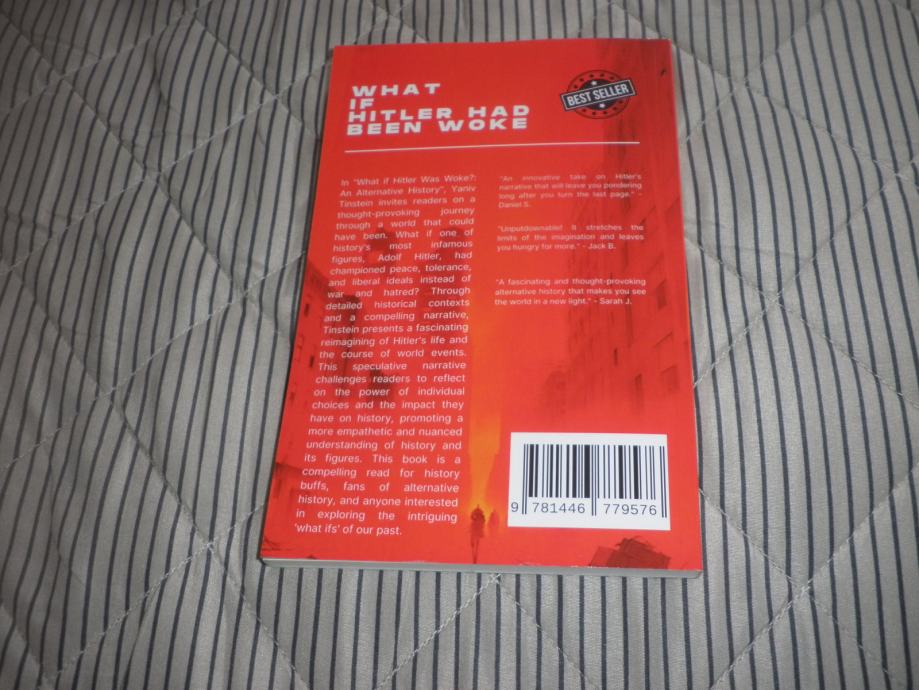 WHAT
IF
HITLER HAD
BEEN WOKE
BEST SELLER
In "What if Hitler Was Woke?:
An Alternative History", Yaniv
Tinstein invites readers on a
thought-provoking journey
through a world that could
have been. What if one of
history's most infamous
figures, Adolf Hitler, had
championed peace, tolerance,
and liberal ideals instead of
war and hatred? Through
detailed historical contexts
and a compelling narrative,
Tinstein presents a fascinating
reimagining of Hitler's life and
the course of world events.
This speculative narrative
challenges readers to reflect
on the power of individual
choices and the impact they
have on history, promoting a
more empathetic and nuanced
understanding of history and
its figures. This book is a
compelling read for history
buffs, fans of alternative
history, and anyone interested
in exploring the intriguing
'what ifs' of our past.
"An innovative take on Hitler's
narrative that will leave you pondering
long after you turn the last page." -
Daniel S.
"Unputdownable! It stretches the
limits of the imagination and leaves
you hungry for more." - Jack B.
"A fascinating and thought-provoking
alternative history that makes you see
the world in a new light." - Sarah J.
9 781446 779576